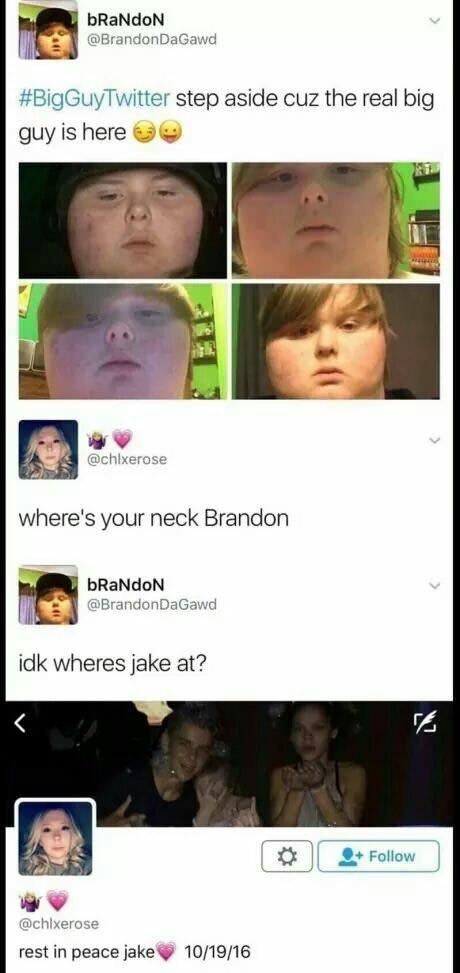 bRaNdoN
@BrandonDaGawd
#BigGuyTwitter step aside cuz the real big
guy is here 😏😛
🤷‍♀️💗
@chlxerose
where's your neck Brandon
bRaNdoN
@BrandonDaGawd
idk wheres jake at?
Follow
🤷‍♀️💗
@chlxerose
rest in peace jake💗 10/19/16